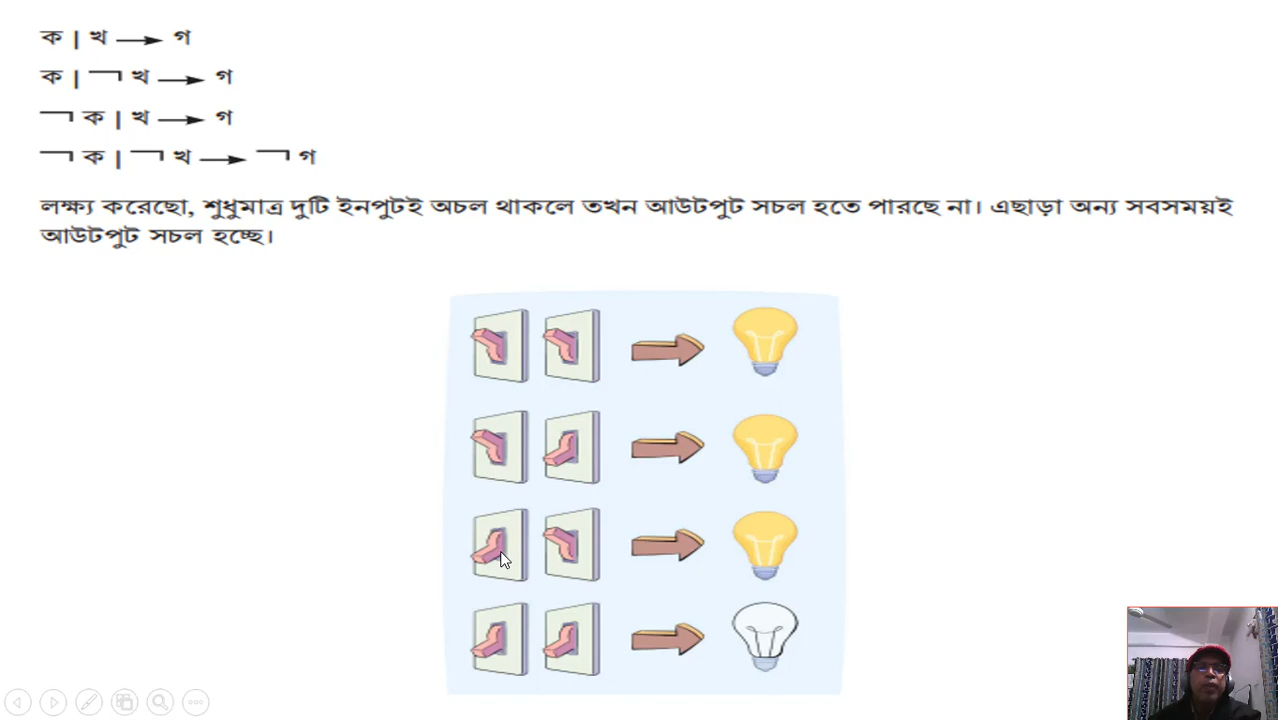 ক | খ ⟶ গ
ক | ¬ খ ⟶ গ
¬ ক | খ ⟶ গ
¬ ক | ¬ খ ⟶ ¬ গ
লক্ষ্য করেছো, শুধুমাত্র দুটি ইনপুটই অচল থাকলে তখন আউটপুট সচল হতে পারছে না। এছাড়া অন্য সবসময়ই
আউটপুট সচল হচ্ছে।